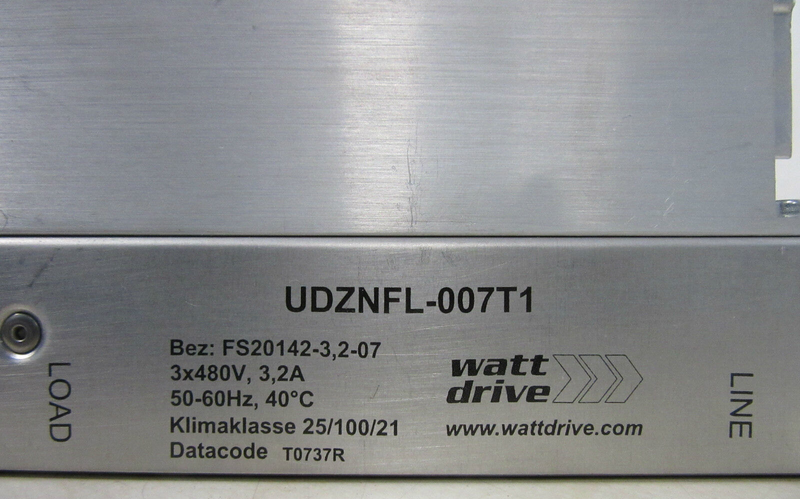 UDZNFL-007T1
Bez: FS20142-3,2-07
3x480V, 3,2A
50-60Hz, 40°C
Klimaklasse 25/100/21
Datacode T0737R
watt
drive
www.wattdrive.com
LOAD
LINE